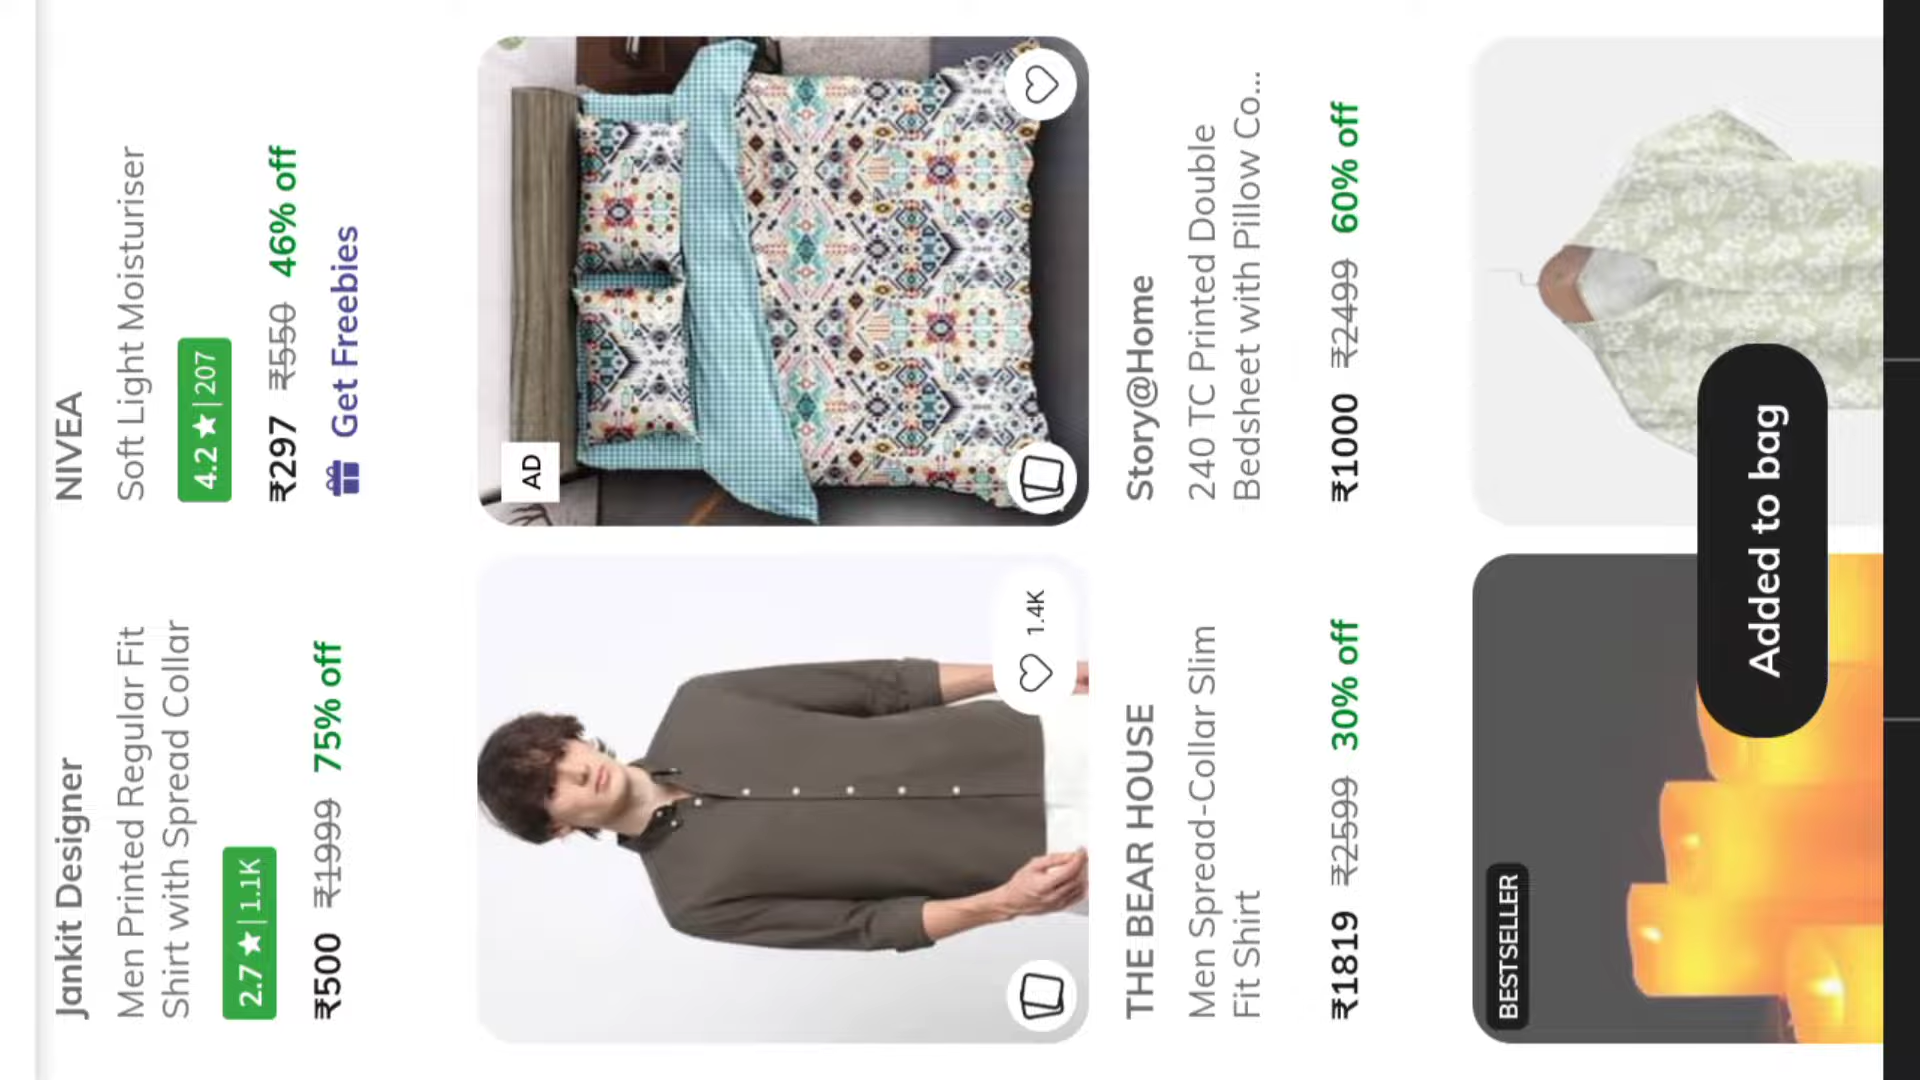 Jankit Designer
Men Printed Regular Fit
Shirt with Spread Collar
2.7 ★ | 1.1K
₹500 ₹1999 75% off
NIVEA
Soft Light Moisturiser
4.2 ★ | 207
₹297 ₹550 46% off
Get Freebies
1.4K
THE BEAR HOUSE
Men Spread-Collar Slim
Fit Shirt
₹1819 ₹2599 30% off
AD
Story@Home
240 TC Printed Double
Bedsheet with Pillow Co...
₹1000 ₹2499 60% off
BESTSELLER
Added to bag